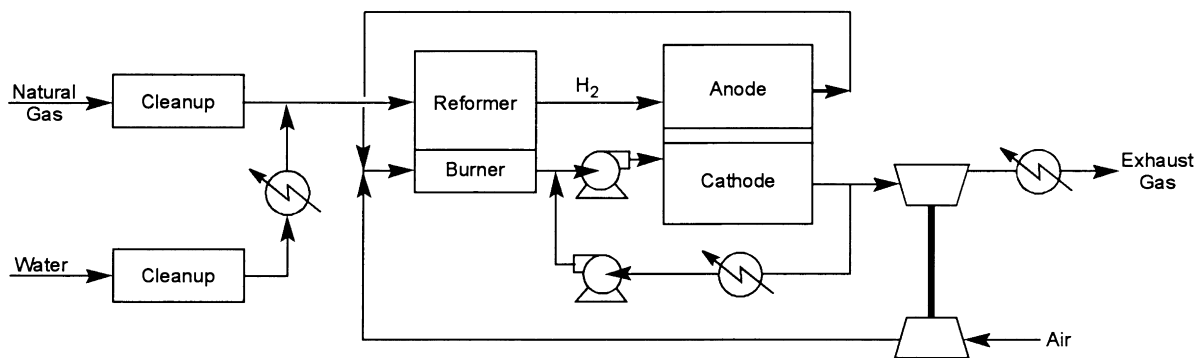 Natural
Gas
Cleanup
Reformer
H2
Anode
Burner
Cathode
Exhaust
Gas
Water
Cleanup
Air